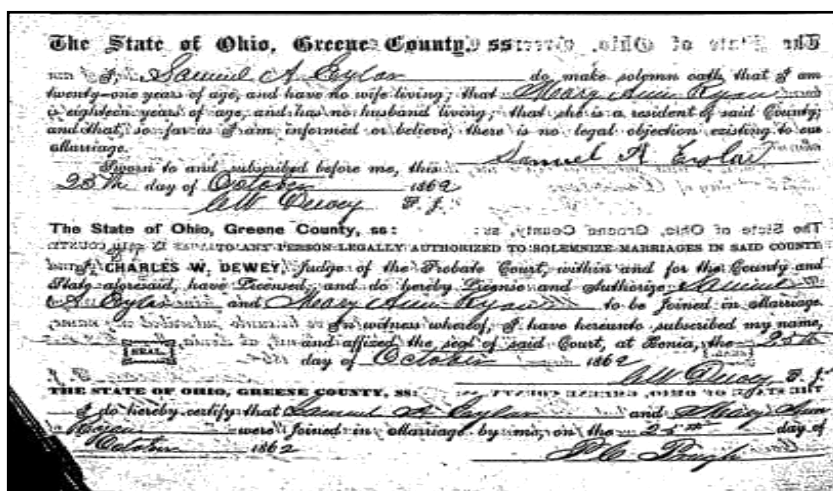 The State of Ohio, Greene County, ss:
I, Samuel A. Eylar do make solemn oath, that I am
twenty-one years of age, and have no wife living; that Mary Ann Ryan
is eighteen years of age, and has no husband living; that she is a resident of said County;
and that, so far as I am informed or believe, there is no legal objection existing to our
Marriage.
Samuel A Eylar
Sworn to and subscribed before me, this
25th day of October 1862
C W Dewey P. J.
The State of Ohio, Greene County, ss:
TO ANY PERSON LEGALLY AUTHORIZED TO SOLEMNIZE MARRIAGES IN SAID COUNTY
I, CHARLES W. DEWEY, Judge of the Probate Court, within and for the County and
State aforesaid, have Licensed, and do hereby License and Authorize Samuel
A Eylar and Mary Ann Ryan to be Joined in Marriage.
In witness whereof, I have hereunto subscribed my name,
SEAL. and affixed the seal of said Court, at Xenia, the 25th
day of October 1862
C W Dewey P. J.
THE STATE OF OHIO, GREENE COUNTY, SS:
I do hereby certify that Samuel A. Eylar and Mary Ann
Ryan were Joined in Marriage by me, on the 25th day of
October 1862